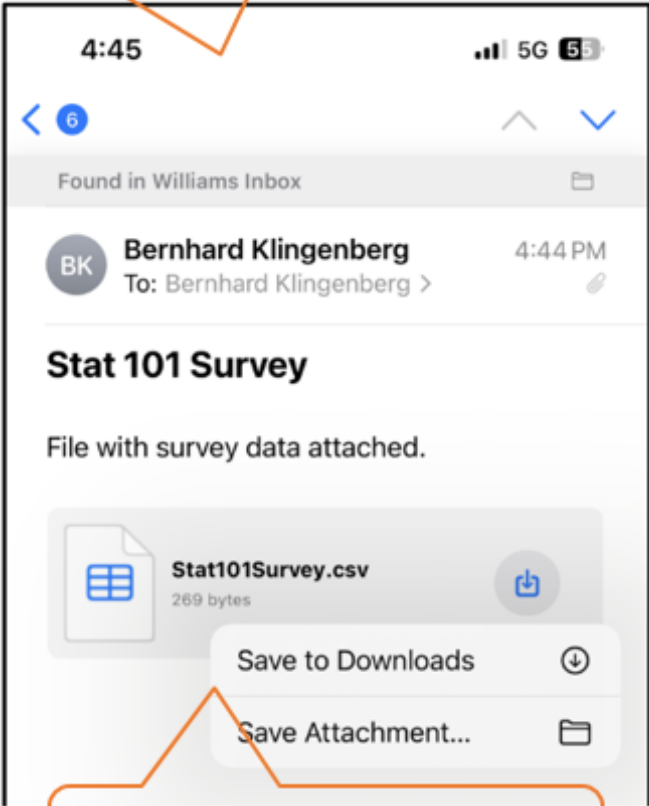 4:45 5G 55
6
Found in Williams Inbox
BK Bernhard Klingenberg 4:44 PM
To: Bernhard Klingenberg >
Stat 101 Survey
File with survey data attached.
Stat101Survey.csv
269 bytes
Save to Downloads
Save Attachment...